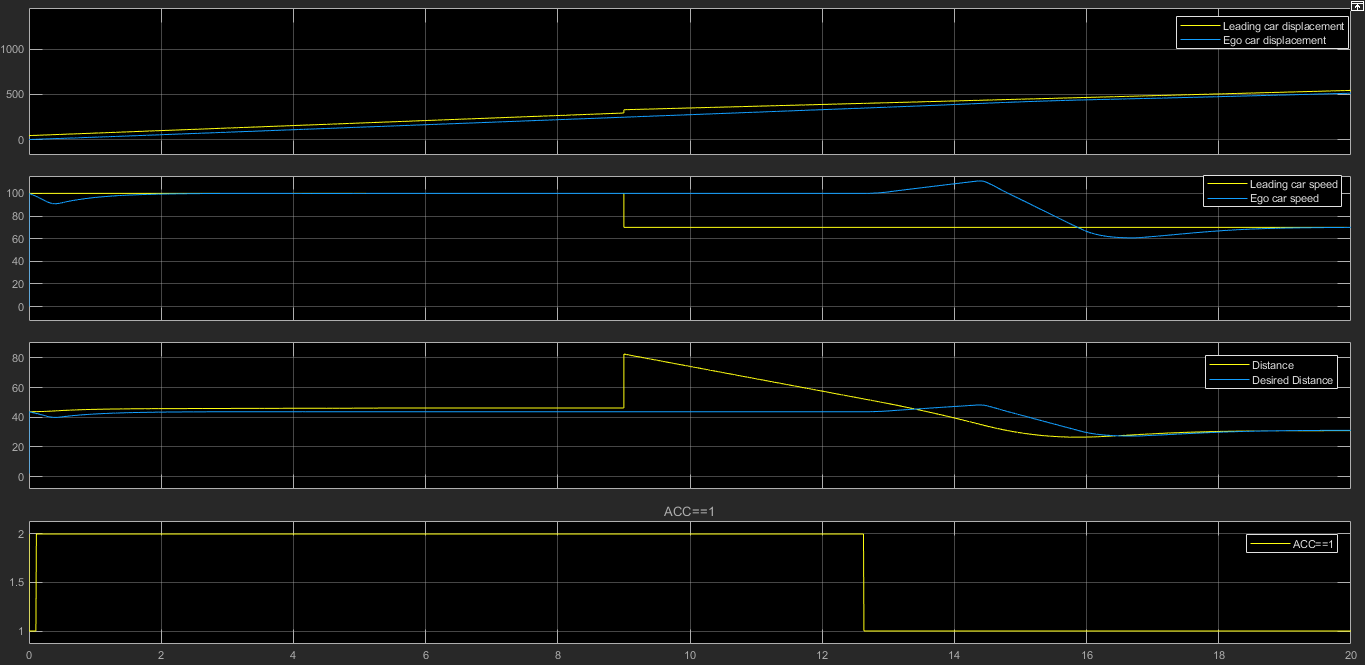 Leading car displacement
Ego car displacement
1000
500
0
Leading car speed
Ego car speed
100
80
60
40
20
0
Distance
Desired Distance
80
60
40
20
0
ACC==1
ACC==1
2
1.5
1
0 2 4 6 8 10 12 14 16 18 20